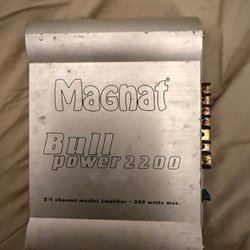 Magnat®
Bull
power 2200
2/1 channel mosfet amplifier • 240 watts max.